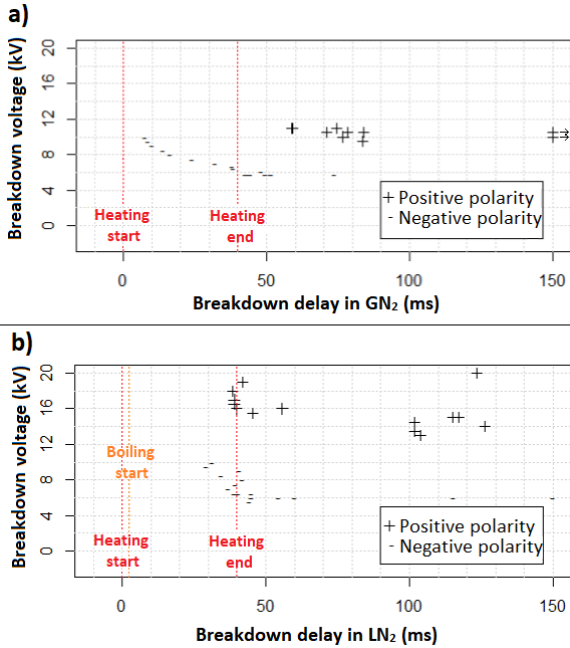 a)
Breakdown voltage (kV)
20
16
12
8
4
0
Heating
start
Heating
end
+ Positive polarity
- Negative polarity
0
50
100
150
Breakdown delay in GN₂ (ms)
b)
Breakdown voltage (kV)
20
16
12
8
4
0
Boiling
start
Heating
start
Heating
end
+ Positive polarity
- Negative polarity
0
50
100
150
Breakdown delay in LN₂ (ms)